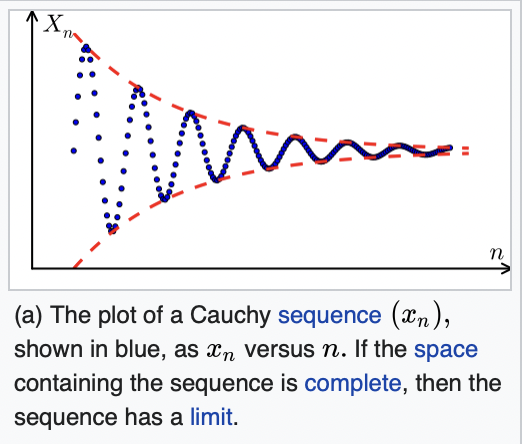 Xn
n
(a) The plot of a Cauchy sequence (xn),
shown in blue, as xn versus n. If the space
containing the sequence is complete, then the
sequence has a limit.